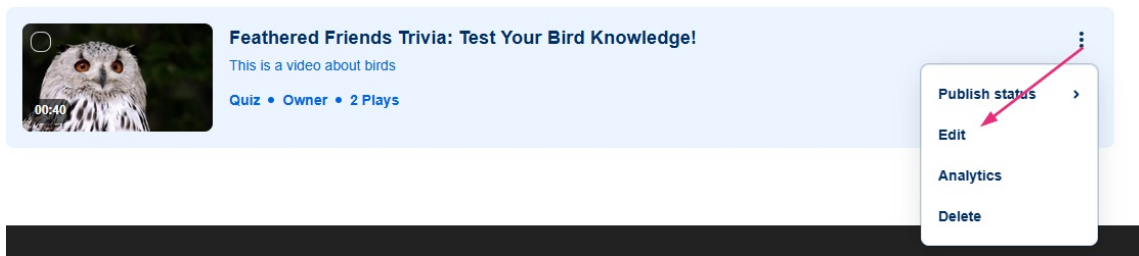 Feathered Friends Trivia: Test Your Bird Knowledge!
This is a video about birds
Quiz • Owner • 2 Plays
00:40
Publish status
Edit
Analytics
Delete